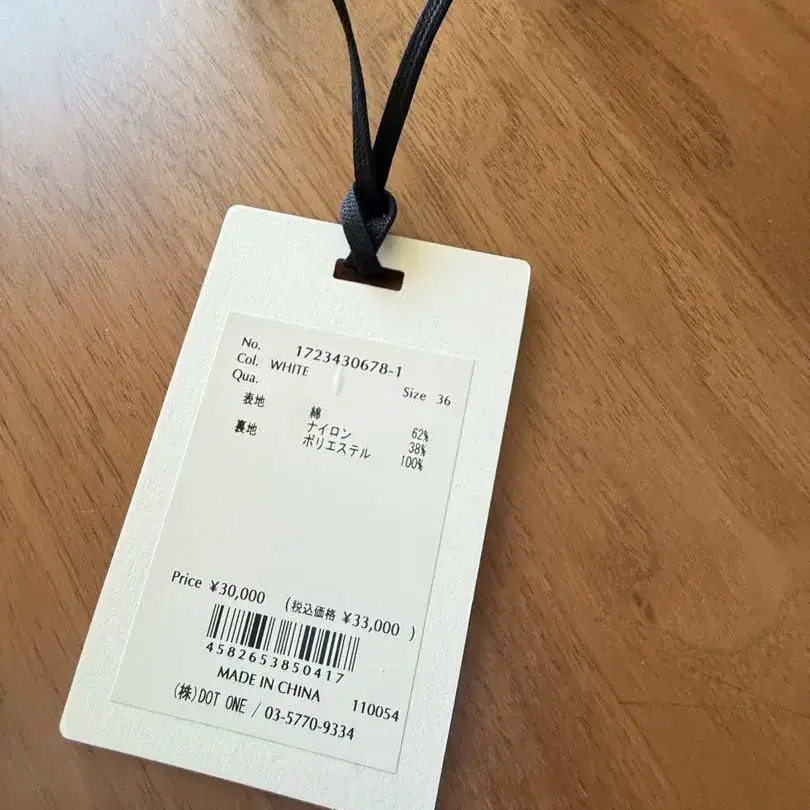 No. 1723430678-1
Col. WHITE Size 36
Qua.
表地 綿 62%
ナイロン 38%
裏地 ポリエステル 100%
Price ¥30,000 (税込価格 ¥33,000 )
4582653850417
MADE IN CHINA 110054
(株)DOT ONE / 03-5770-9334